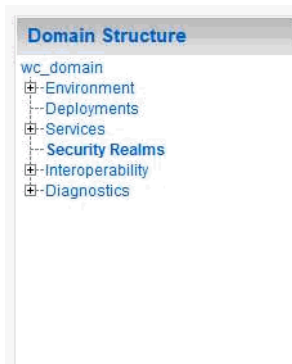 Domain Structure
wc_domain
Environment
Deployments
Services
Security Realms
Interoperability
Diagnostics